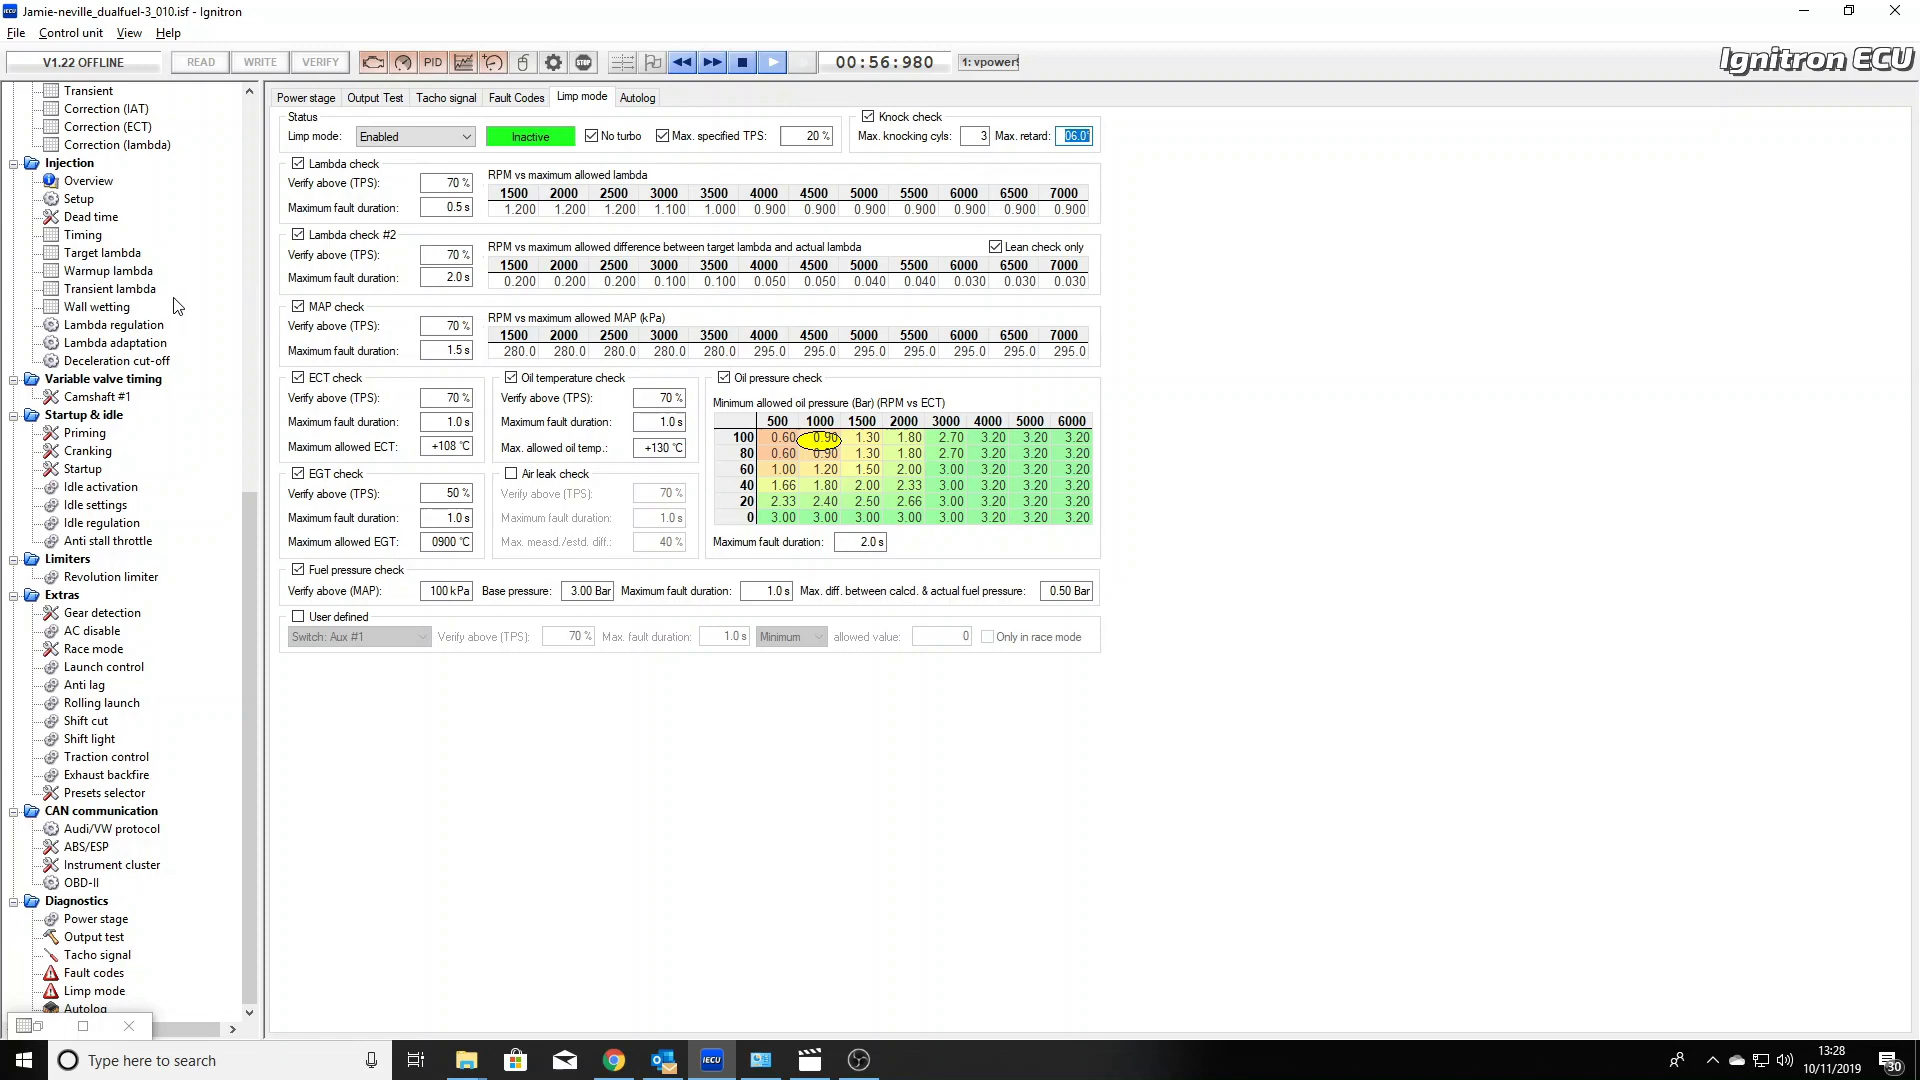 Jamie-neville_dualfuel-3_010.isf - Ignitron
File Control unit View Help
V1.22 OFFLINE READ WRITE VERIFY PID STOP 00:56:980 1: vpower
Ignitron ECU
Transient
Correction (IAT)
Correction (ECT)
Correction (lambda)
Injection
Overview
Setup
Dead time
Timing
Target lambda
Warmup lambda
Transient lambda
Wall wetting
Lambda regulation
Lambda adaptation
Deceleration cut-off
Variable valve timing
Camshaft #1
Startup & idle
Priming
Cranking
Startup
Idle activation
Idle settings
Idle regulation
Anti stall throttle
Limiters
Revolution limiter
Extras
Gear detection
AC disable
Race mode
Launch control
Anti lag
Rolling launch
Shift cut
Shift light
Traction control
Exhaust backfire
Presets selector
CAN communication
Audi/VW protocol
ABS/ESP
Instrument cluster
OBD-II
Diagnostics
Power stage
Output test
Tacho signal
Fault codes
Limp mode
Autolog
Power stage Output Test Tacho signal Fault Codes Limp mode Autolog
Status
Limp mode: Enabled Inactive No turbo Max. specified TPS: 20 %
Knock check
Max. knocking cyls: 3 Max. retard: 06.0°
Lambda check
Verify above (TPS): 70 %
Maximum fault duration: 0.5 s
RPM vs maximum allowed lambda
1500 2000 2500 3000 3500 4000 4500 5000 5500 6000 6500 7000
1.200 1.200 1.200 1.100 1.000 0.900 0.900 0.900 0.900 0.900 0.900 0.900
Lambda check #2
Verify above (TPS): 70 %
Maximum fault duration: 2.0 s
RPM vs maximum allowed difference between target lambda and actual lambda Lean check only
1500 2000 2500 3000 3500 4000 4500 5000 5500 6000 6500 7000
0.200 0.200 0.200 0.100 0.100 0.050 0.050 0.040 0.040 0.030 0.030 0.030
MAP check
Verify above (TPS): 70 %
Maximum fault duration: 1.5 s
RPM vs maximum allowed MAP (kPa)
1500 2000 2500 3000 3500 4000 4500 5000 5500 6000 6500 7000
280.0 280.0 280.0 280.0 280.0 295.0 295.0 295.0 295.0 295.0 295.0 295.0
ECT check
Verify above (TPS): 70 %
Maximum fault duration: 1.0 s
Maximum allowed ECT: +108 °C
Oil temperature check
Verify above (TPS): 70 %
Maximum fault duration: 1.0 s
Max. allowed oil temp.: +130 °C
Oil pressure check
Minimum allowed oil pressure (Bar) (RPM vs ECT)
500 1000 1500 2000 3000 4000 5000 6000
100 0.60 0.90 1.30 1.80 2.70 3.20 3.20 3.20
80 0.60 0.90 1.30 1.80 2.70 3.20 3.20 3.20
60 1.00 1.20 1.50 2.00 3.00 3.20 3.20 3.20
40 1.66 1.80 2.00 2.33 3.00 3.20 3.20 3.20
20 2.33 2.40 2.50 2.66 3.00 3.20 3.20 3.20
0 3.00 3.00 3.00 3.00 3.00 3.20 3.20 3.20
Maximum fault duration: 2.0 s
EGT check
Verify above (TPS): 50 %
Maximum fault duration: 1.0 s
Maximum allowed EGT: 0900 °C
Air leak check
Verify above (TPS): 70 %
Maximum fault duration: 1.0 s
Max. measd./estd. diff.: 40 %
Fuel pressure check
Verify above (MAP): 100 kPa Base pressure: 3.00 Bar Maximum fault duration: 1.0 s Max. diff. between calcd. & actual fuel pressure: 0.50 Bar
User defined
Switch: Aux #1 Verify above (TPS): 70 % Max. fault duration: 1.0 s Minimum allowed value: 0 Only in race mode
Type here to search
IECU
13:28
10/11/2019
30